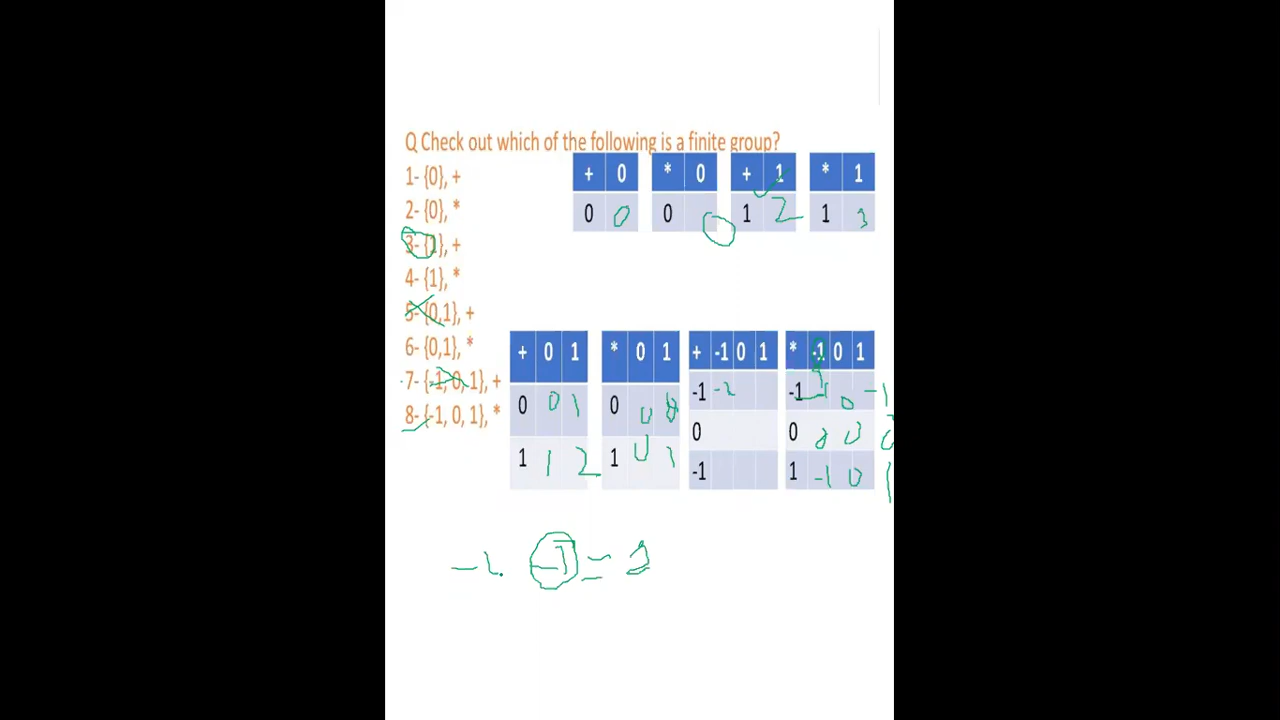 Q Check out which of the following is a finite group?
1- {0}, +
2- {0}, *
3- {1}, +
4- {1}, *
5- {0,1}, +
6- {0,1}, *
7- {-1, 0, 1}, +
8- {-1, 0, 1}, *
+ 0
0 0
* 0
0
+ 1
1 2
* 1
1
+ 0 1
0 0 1
1 1 2
* 0 1
0 0
1 0 1
+ -1 0 1
-1 -2
0
-1
* -1 0 1
-1 1 0 -1
0 0 0 0
1 -1 0 1